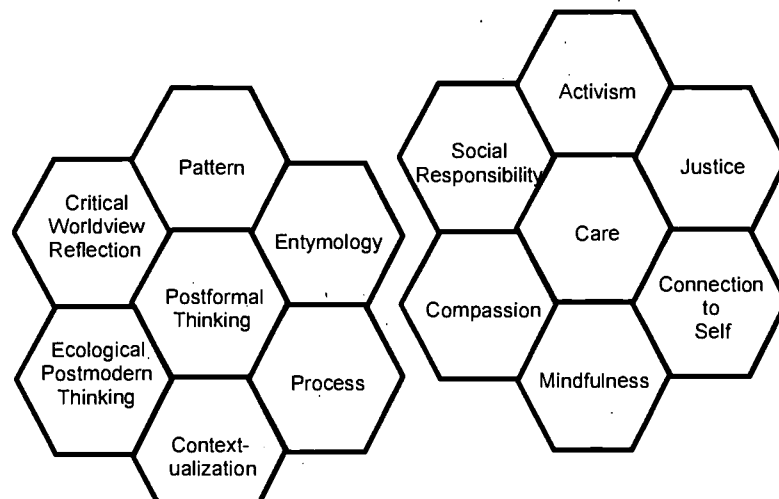 Activism
Social
Responsibility
Justice
Care
Compassion
Connection
to
Self
Mindfulness
Pattern
Critical
Worldview
Reflection
Entymology
Postformal
Thinking
Ecological
Postmodern
Thinking
Process
Context-
ualization